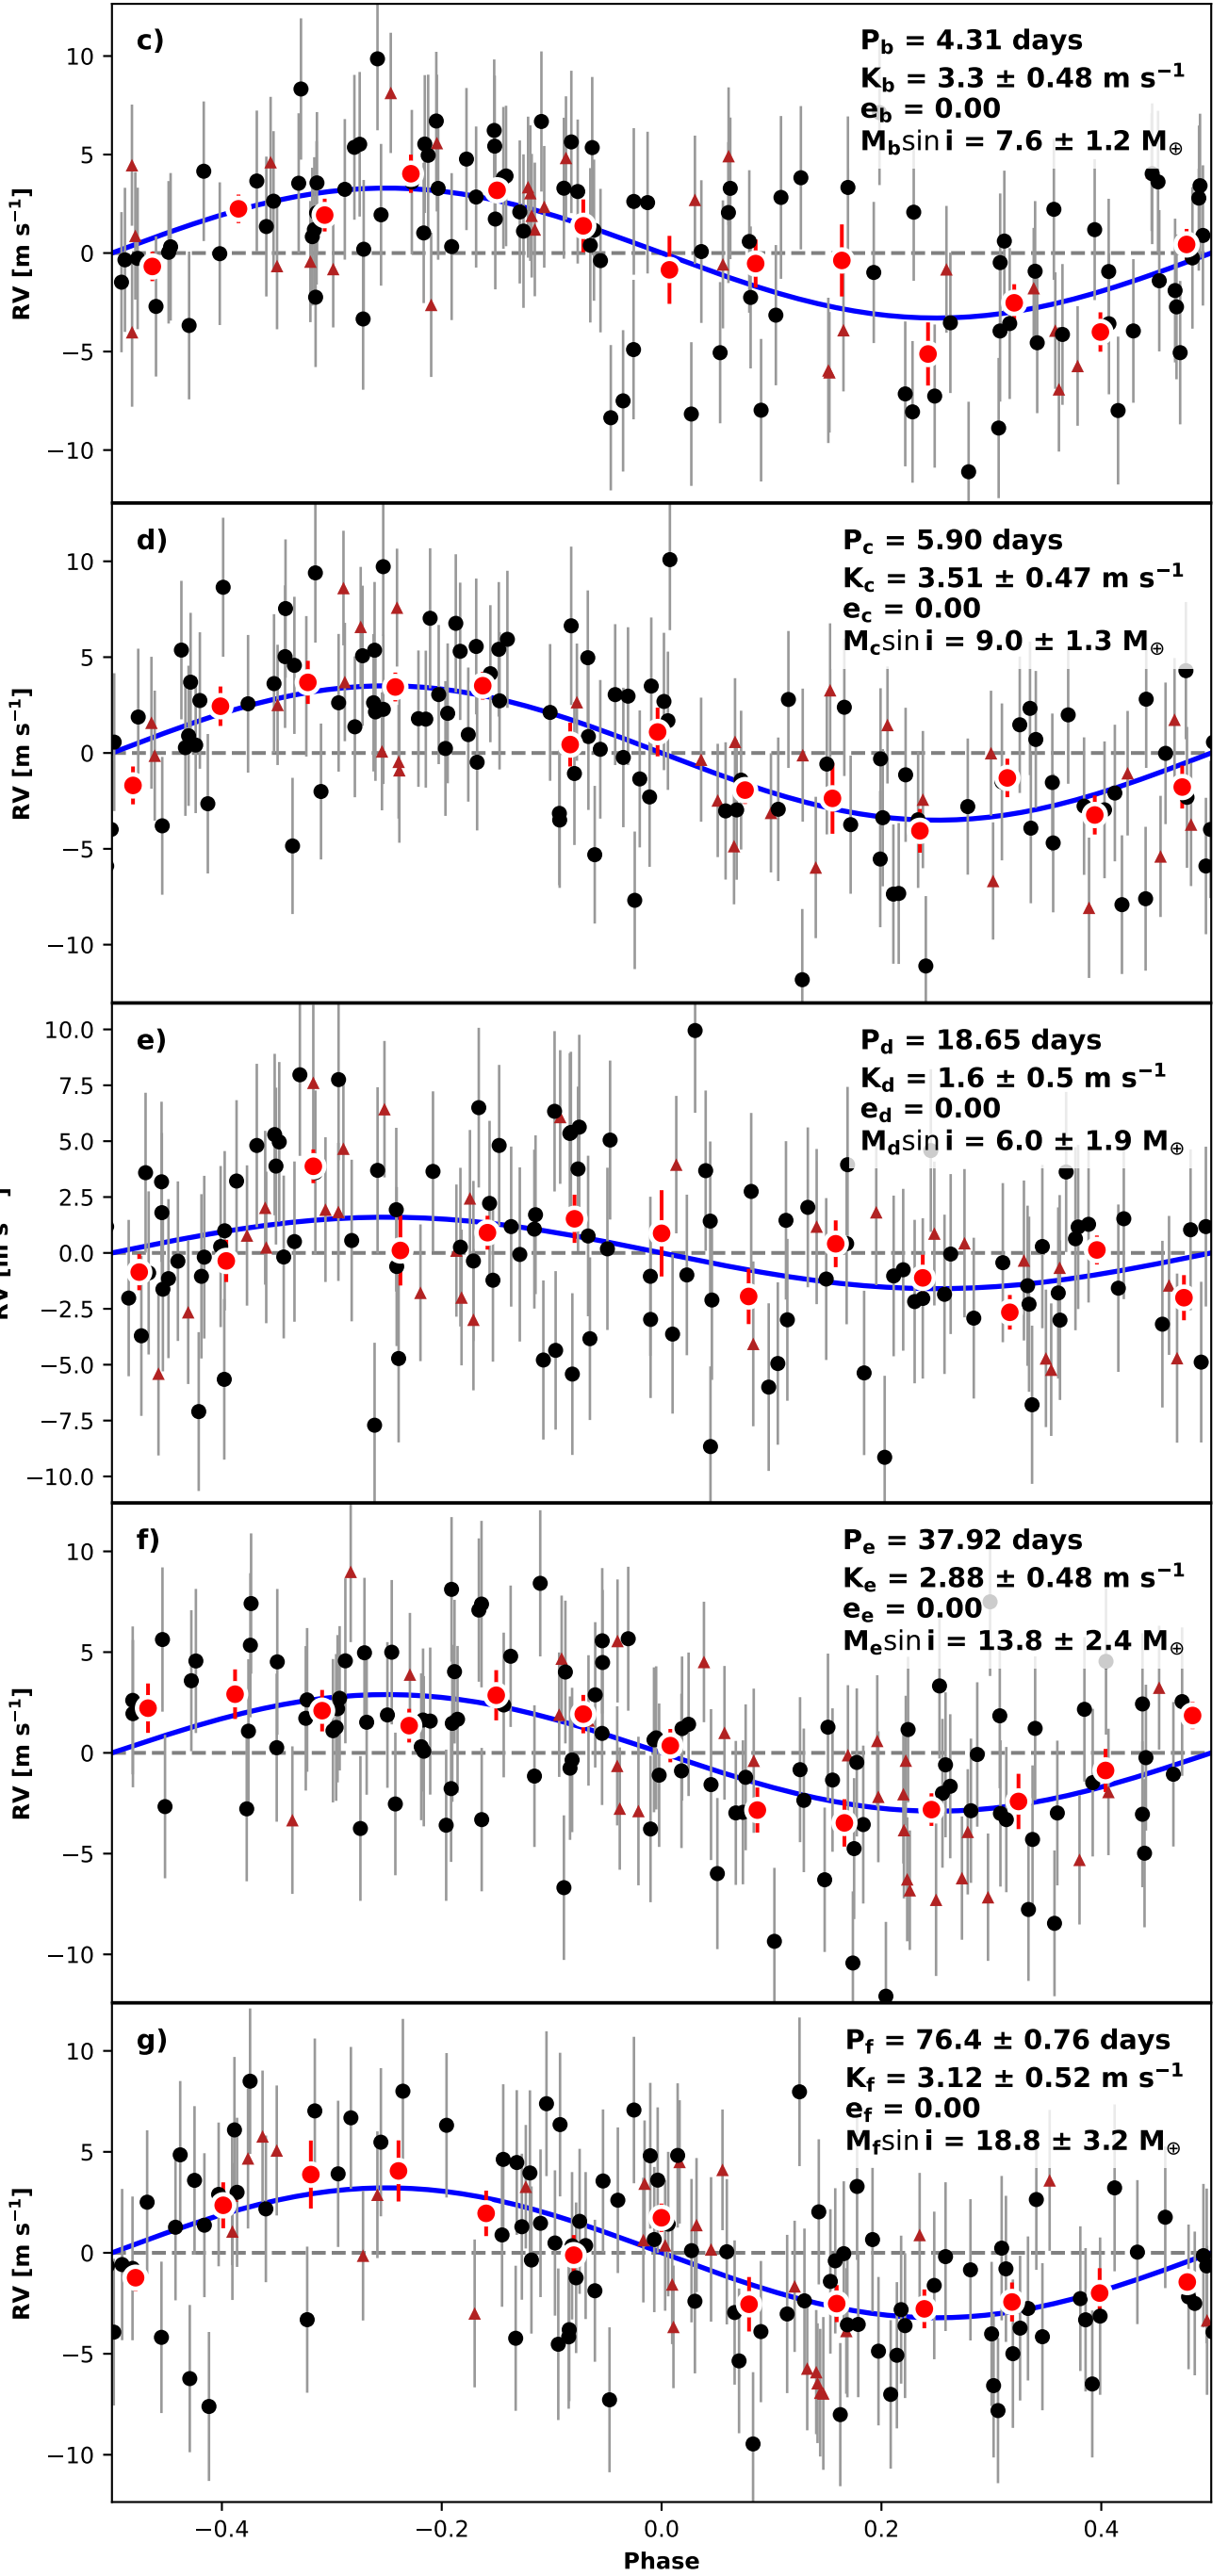 c)
P_b = 4.31 days
K_b = 3.3 ± 0.48 m s⁻¹
e_b = 0.00
M_b sin i = 7.6 ± 1.2 M⊕
10
5
0
−5
−10
RV [m s⁻¹]
d)
P_c = 5.90 days
K_c = 3.51 ± 0.47 m s⁻¹
e_c = 0.00
M_c sin i = 9.0 ± 1.3 M⊕
10
5
0
−5
−10
RV [m s⁻¹]
e)
P_d = 18.65 days
K_d = 1.6 ± 0.5 m s⁻¹
e_d = 0.00
M_d sin i = 6.0 ± 1.9 M⊕
10.0
7.5
5.0
2.5
0.0
−2.5
−5.0
−7.5
−10.0
f)
P_e = 37.92 days
K_e = 2.88 ± 0.48 m s⁻¹
e_e = 0.00
M_e sin i = 13.8 ± 2.4 M⊕
10
5
0
−5
−10
RV [m s⁻¹]
g)
P_f = 76.4 ± 0.76 days
K_f = 3.12 ± 0.52 m s⁻¹
e_f = 0.00
M_f sin i = 18.8 ± 3.2 M⊕
10
5
0
−5
−10
RV [m s⁻¹]
−0.4 −0.2 0.0 0.2 0.4
Phase